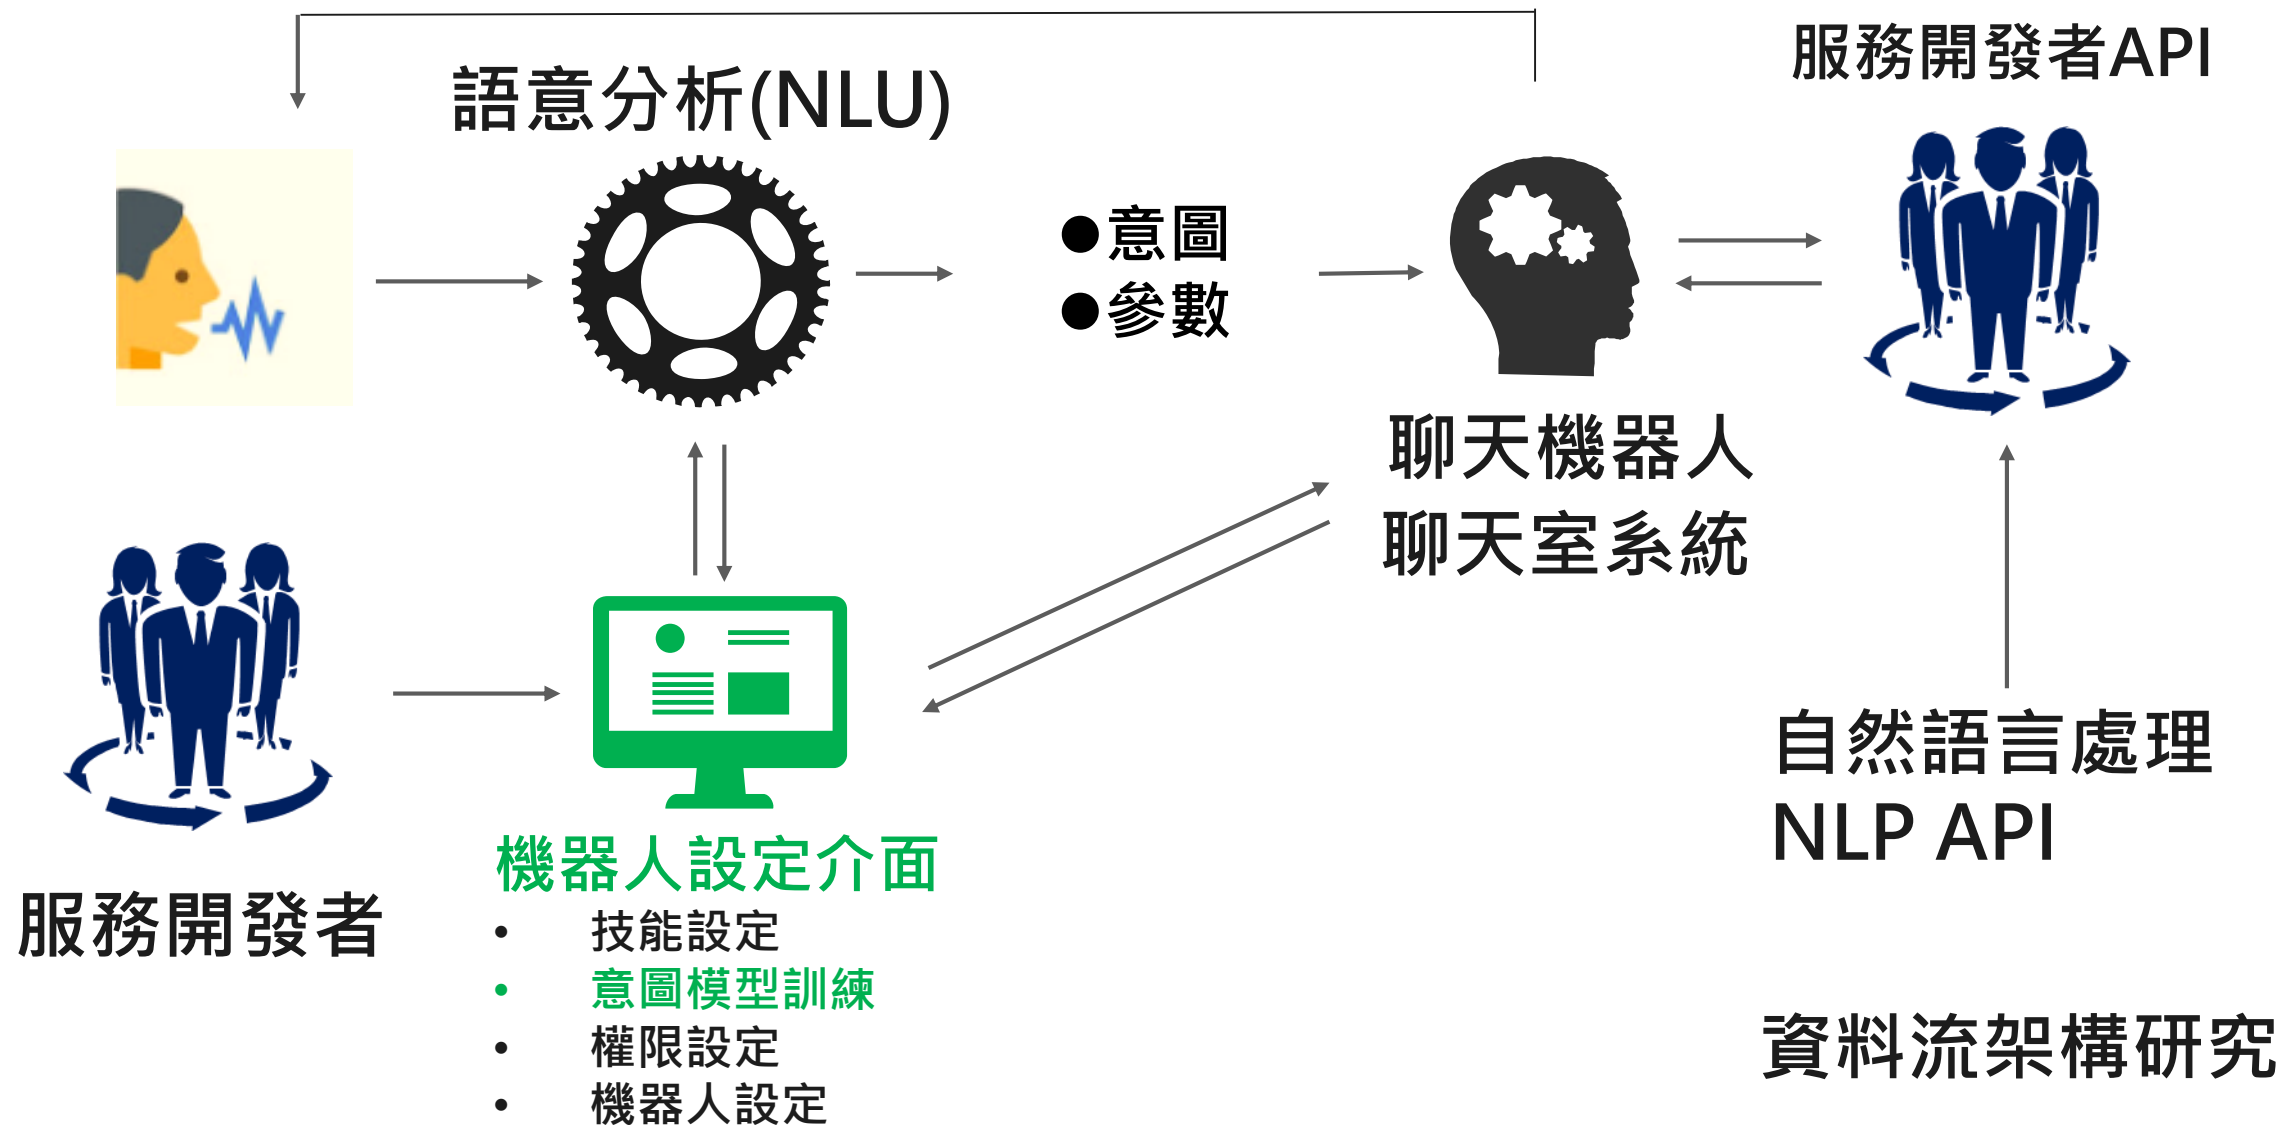 語意分析(NLU)
服務開發者API
●意圖
●參數
聊天機器人
聊天室系統
自然語言處理
NLP API
服務開發者
機器人設定介面
• 技能設定
• 意圖模型訓練
• 權限設定
• 機器人設定
資料流架構研究